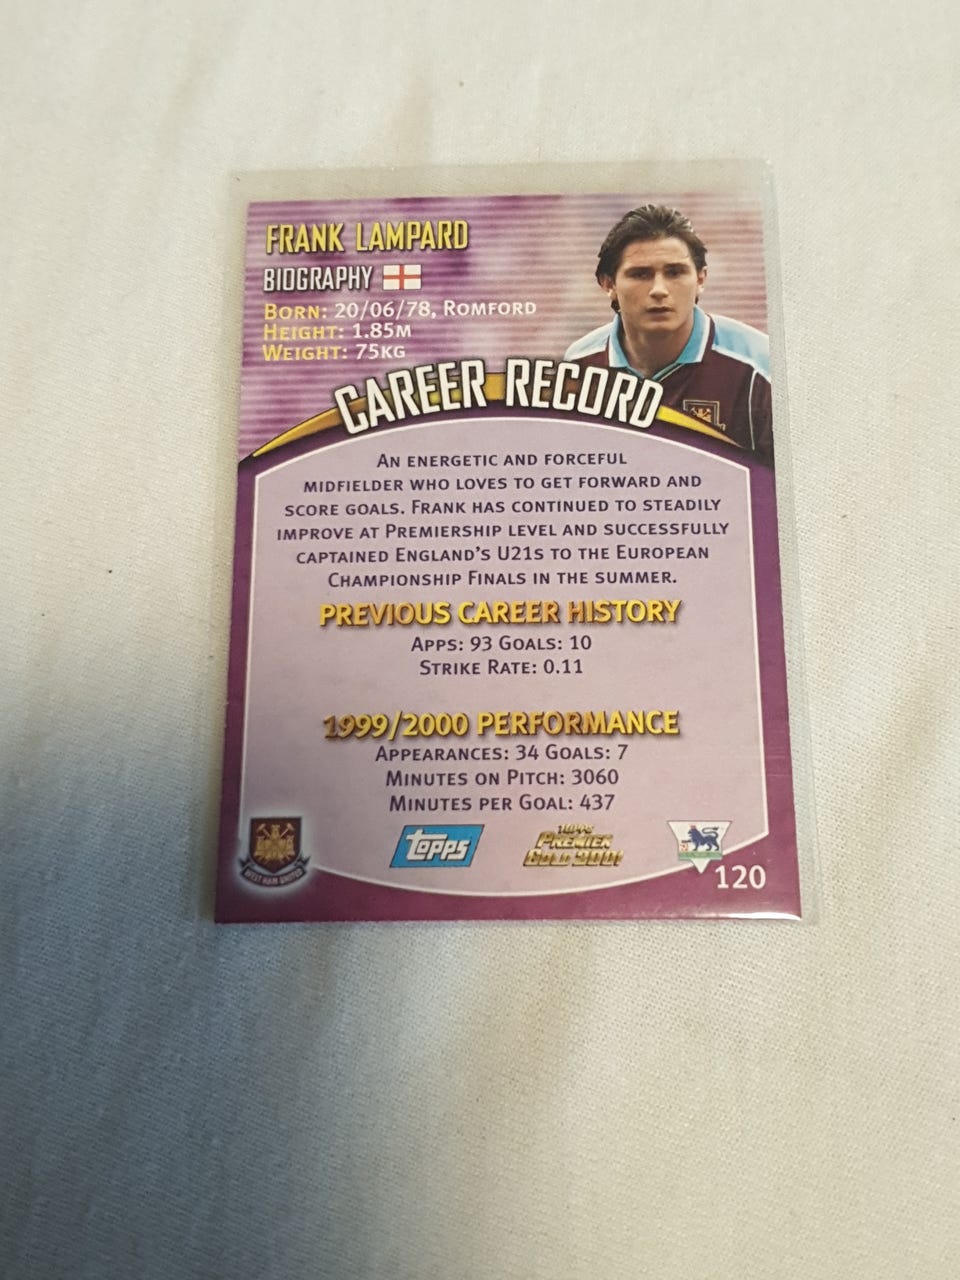 FRANK LAMPARD
BIOGRAPHY
BORN: 20/06/78, ROMFORD
HEIGHT: 1.85M
WEIGHT: 75KG
CAREER RECORD
AN ENERGETIC AND FORCEFUL
MIDFIELDER WHO LOVES TO GET FORWARD AND
SCORE GOALS. FRANK HAS CONTINUED TO STEADILY
IMPROVE AT PREMIERSHIP LEVEL AND SUCCESSFULLY
CAPTAINED ENGLAND'S U21S TO THE EUROPEAN
CHAMPIONSHIP FINALS IN THE SUMMER.
PREVIOUS CAREER HISTORY
APPS: 93 GOALS: 10
STRIKE RATE: 0.11
1999/2000 PERFORMANCE
APPEARANCES: 34 GOALS: 7
MINUTES ON PITCH: 3060
MINUTES PER GOAL: 437
WEST HAM UNITED
Topps
TOPPS
PREMIER
GOLD 2001
120